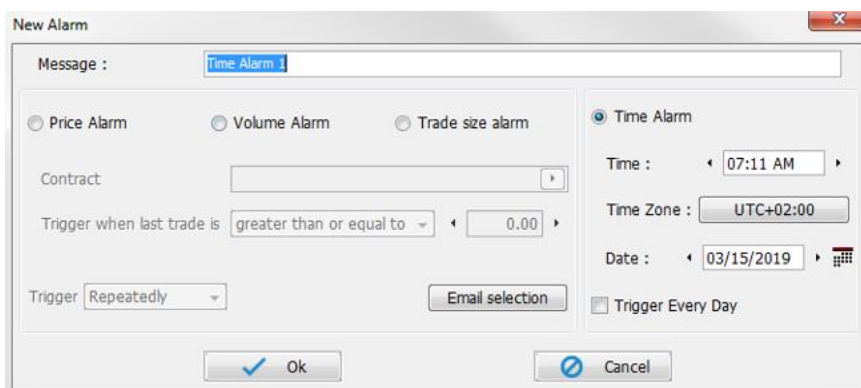 New Alarm
Message : Time Alarm 1
Price Alarm Volume Alarm Trade size alarm
Contract
Trigger when last trade is greater than or equal to 0.00
Trigger Repeatedly Email selection
Time Alarm
Time : 07:11 AM
Time Zone : UTC+02:00
Date : 03/15/2019
Trigger Every Day
Ok Cancel